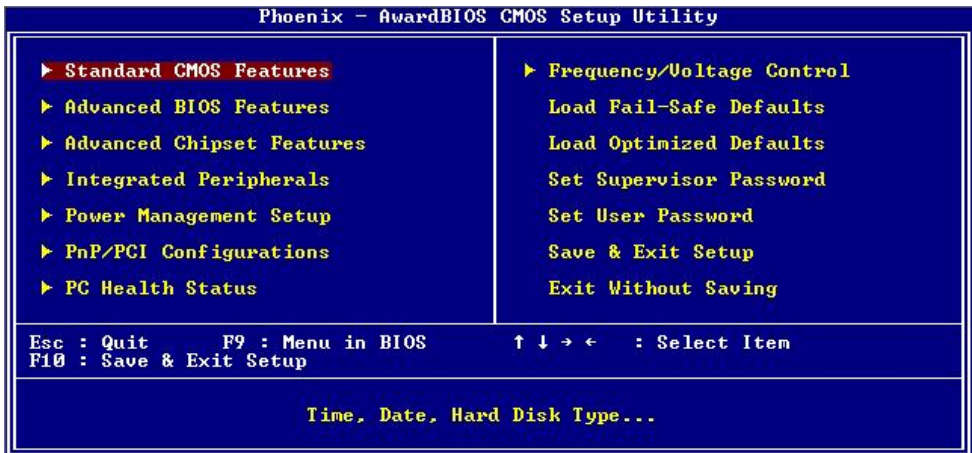 Phoenix - AwardBIOS CMOS Setup Utility
▶ Standard CMOS Features
▶ Advanced BIOS Features
▶ Advanced Chipset Features
▶ Integrated Peripherals
▶ Power Management Setup
▶ PnP/PCI Configurations
▶ PC Health Status
▶ Frequency/Voltage Control
Load Fail-Safe Defaults
Load Optimized Defaults
Set Supervisor Password
Set User Password
Save & Exit Setup
Exit Without Saving
Esc : Quit F9 : Menu in BIOS ↑ ↓ → ← : Select Item
F10 : Save & Exit Setup
Time, Date, Hard Disk Type...